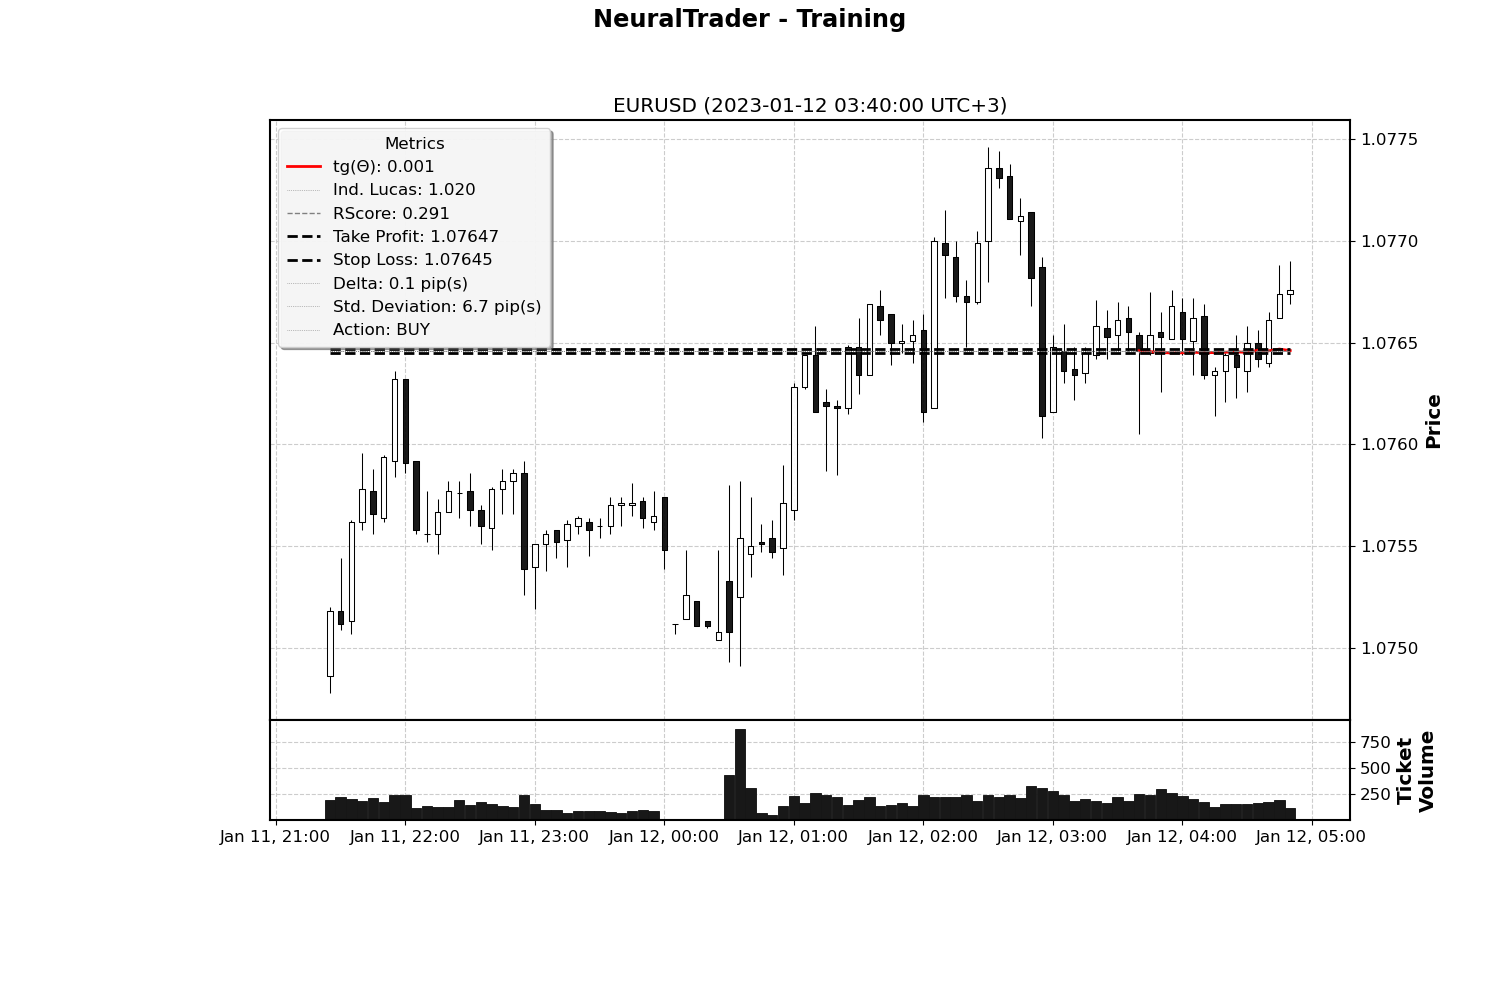 NeuralTrader - Training
EURUSD (2023-01-12 03:40:00 UTC+3)
Metrics
tg(Θ): 0.001
Ind. Lucas: 1.020
RScore: 0.291
Take Profit: 1.07647
Stop Loss: 1.07645
Delta: 0.1 pip(s)
Std. Deviation: 6.7 pip(s)
Action: BUY
1.0775
1.0770
1.0765
1.0760
1.0755
1.0750
Price
750
500
250
Ticket
Volume
Jan 11, 21:00
Jan 11, 22:00
Jan 11, 23:00
Jan 12, 00:00
Jan 12, 01:00
Jan 12, 02:00
Jan 12, 03:00
Jan 12, 04:00
Jan 12, 05:00